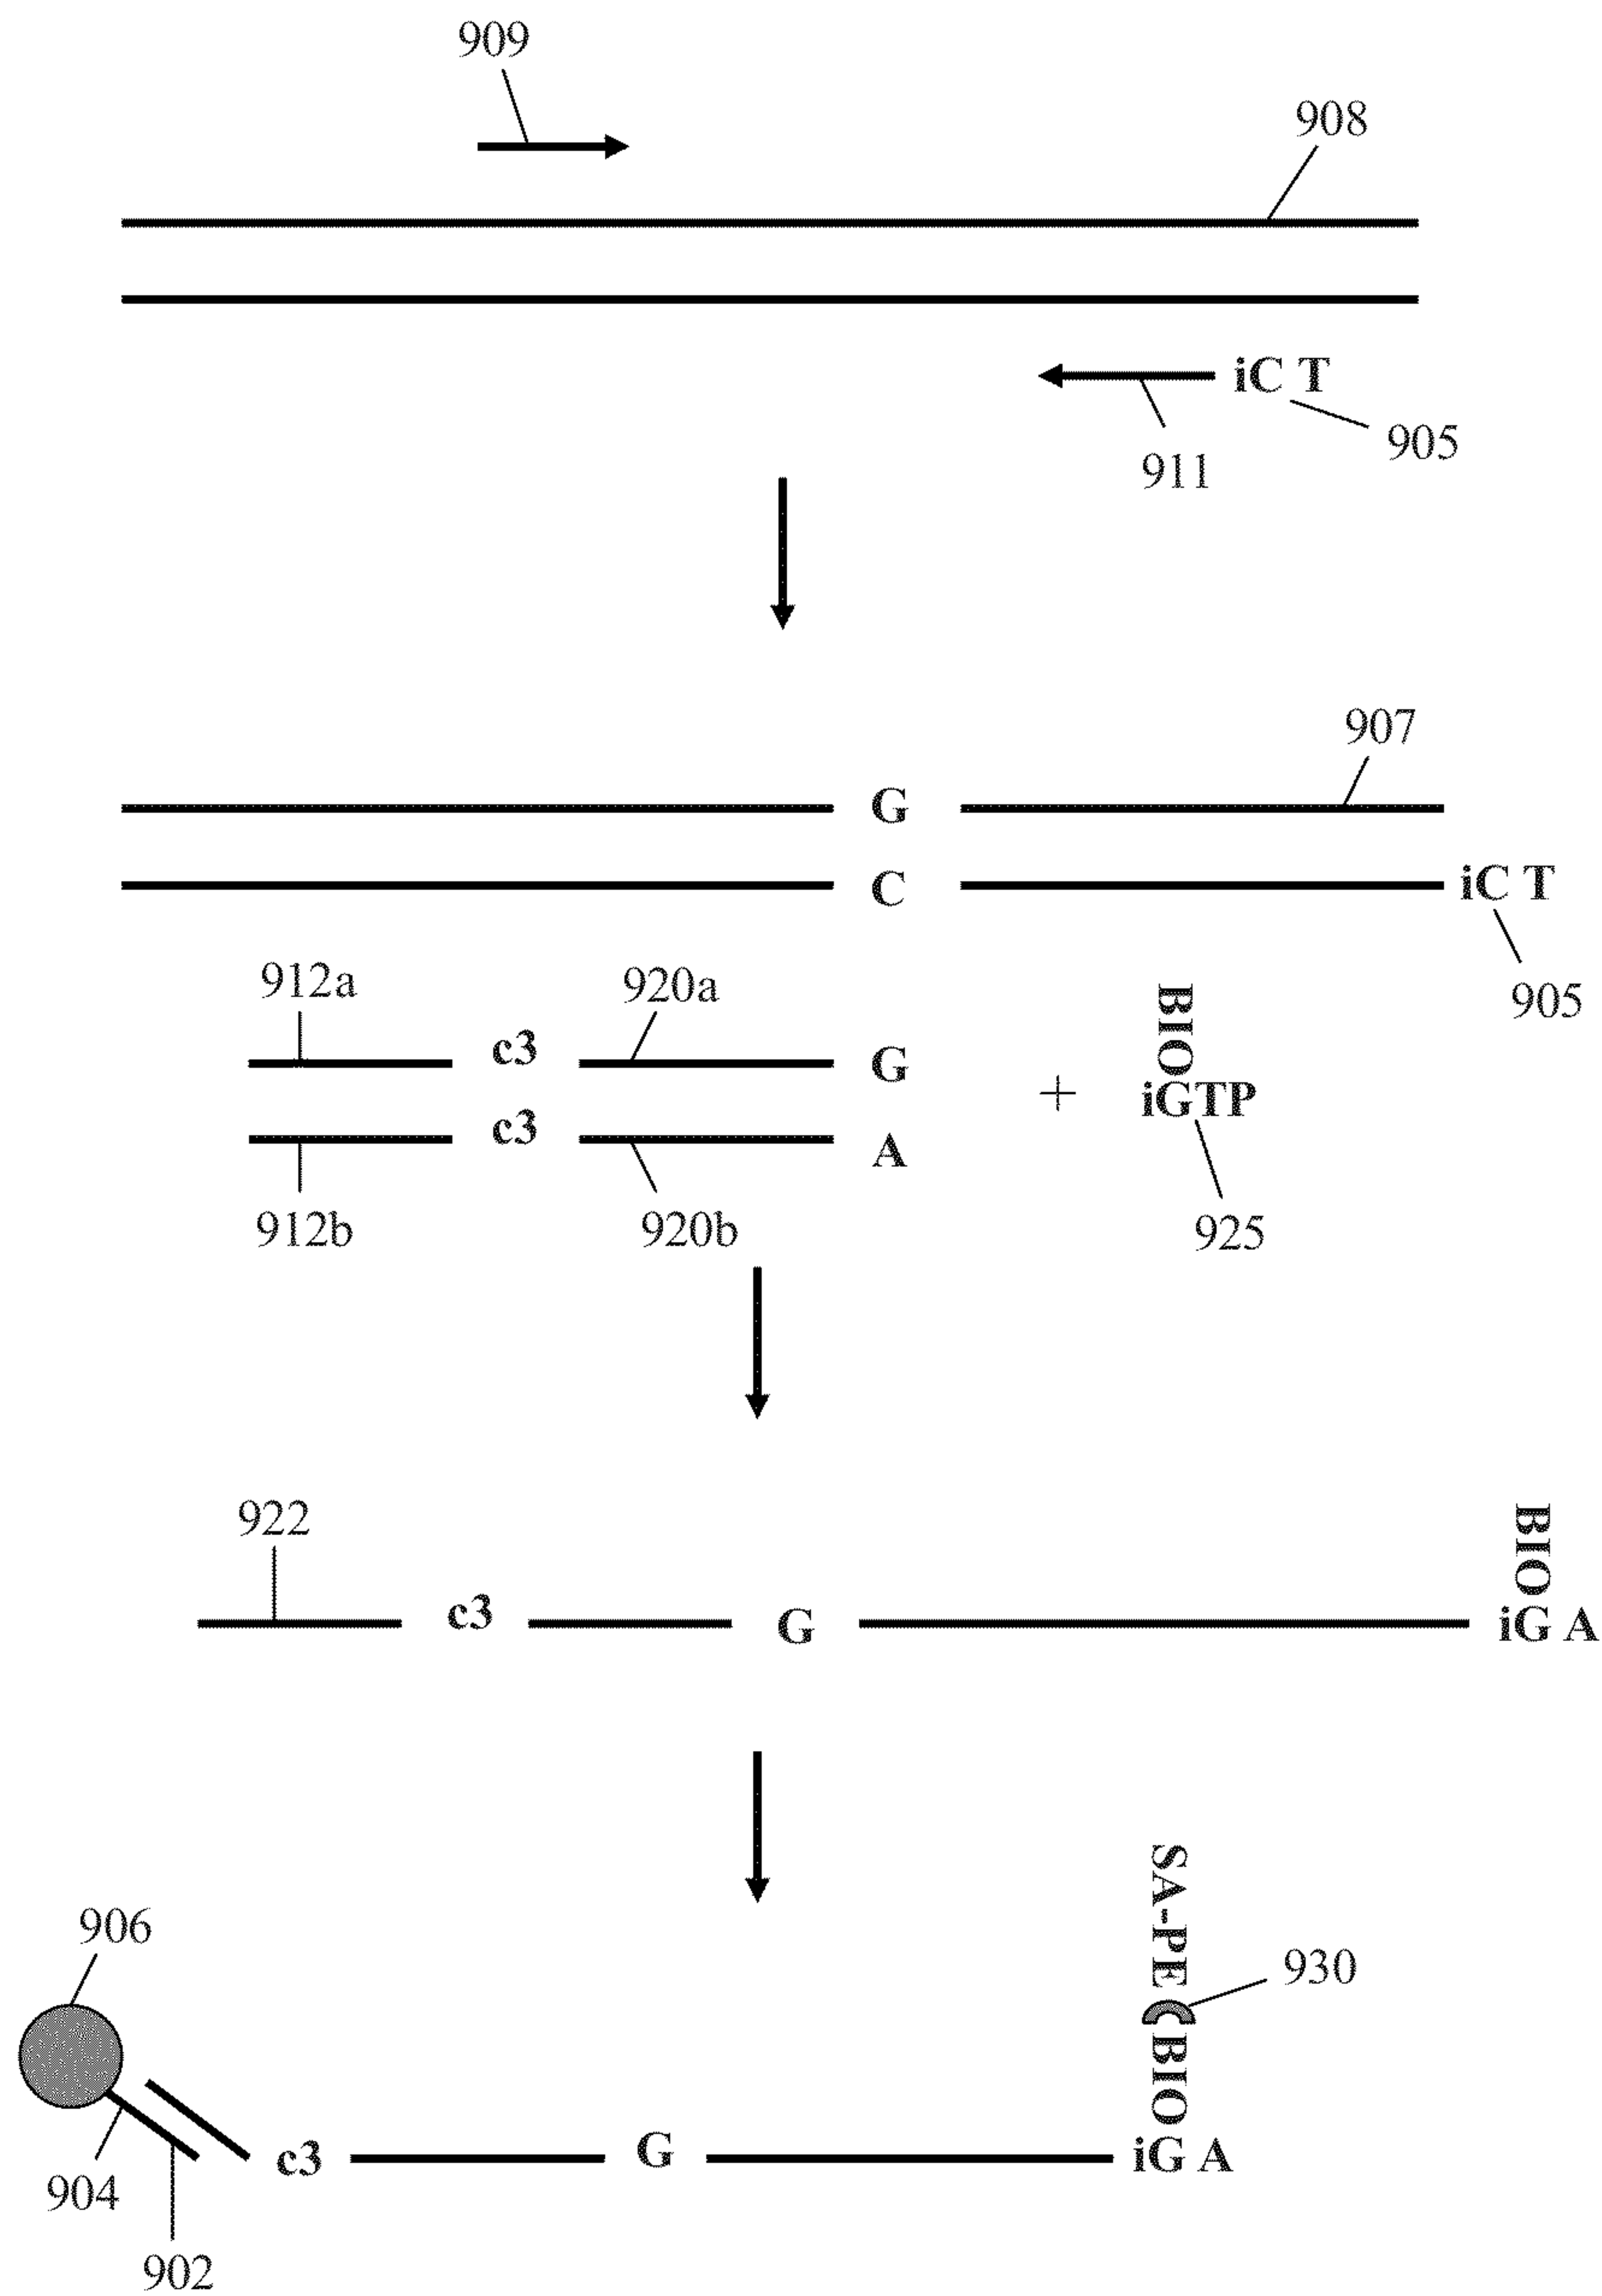 909
908
iC T
905
911
907
G
C
iC T
905
912a
920a
BIO
c3
G
+
iGTP
c3
A
912b
920b
925
922
BIO
c3
G
iG A
SA-PE
906
930
BIO
c3
G
iG A
904
902